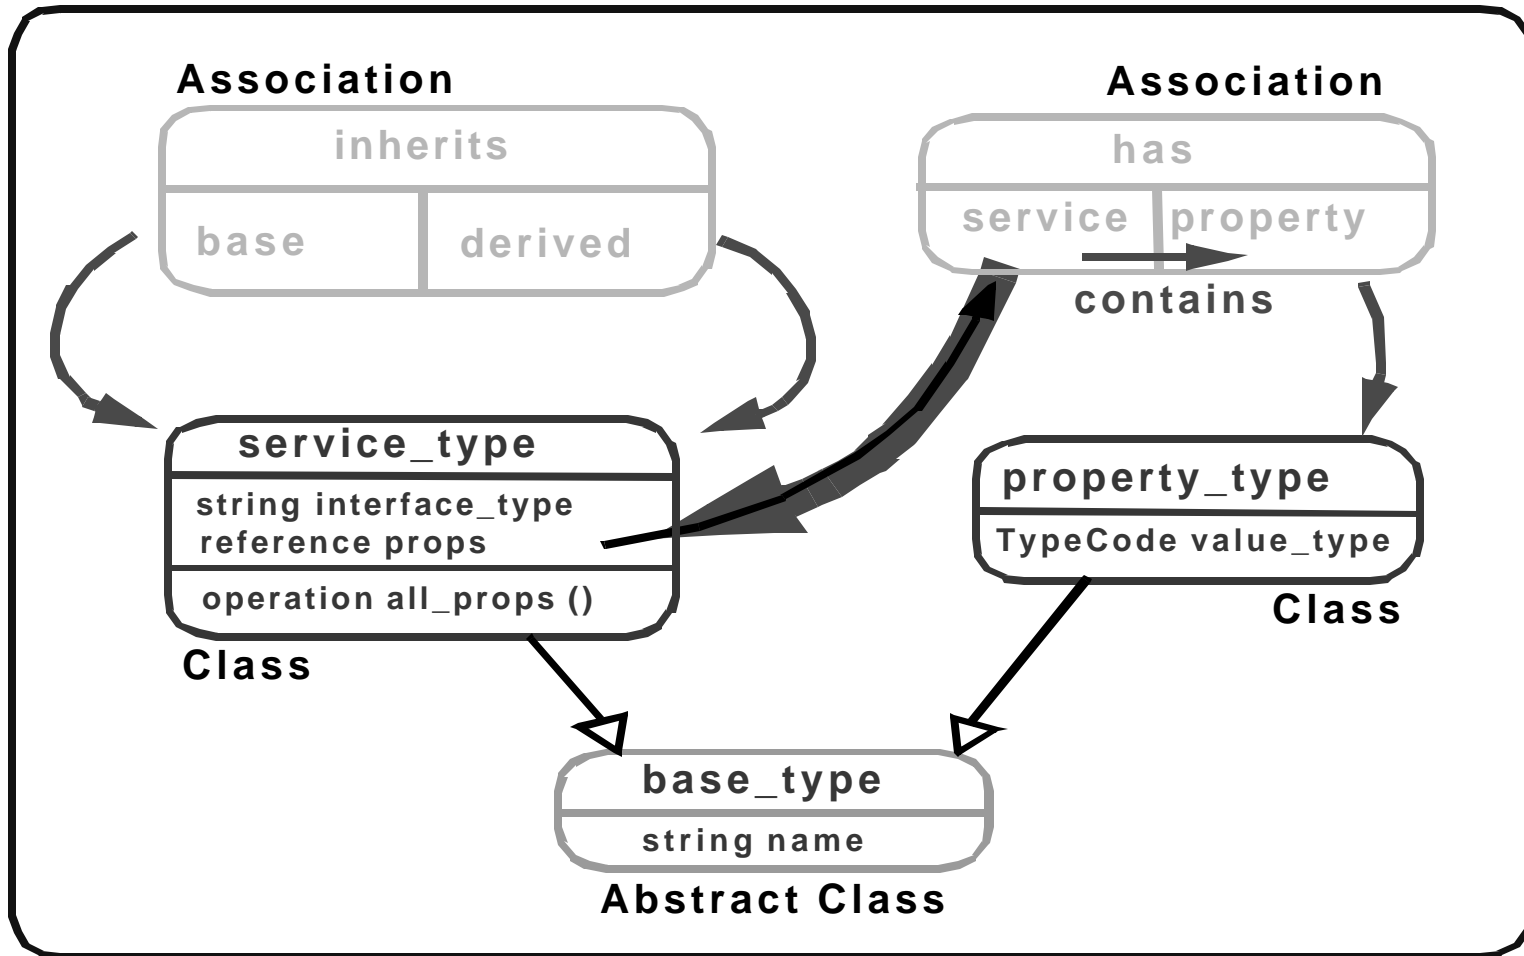 Association
inherits
base derived
Association
has
service property
contains
service_type
string interface_type
reference props
operation all_props ()
Class
property_type
TypeCode value_type
Class
base_type
string name
Abstract Class